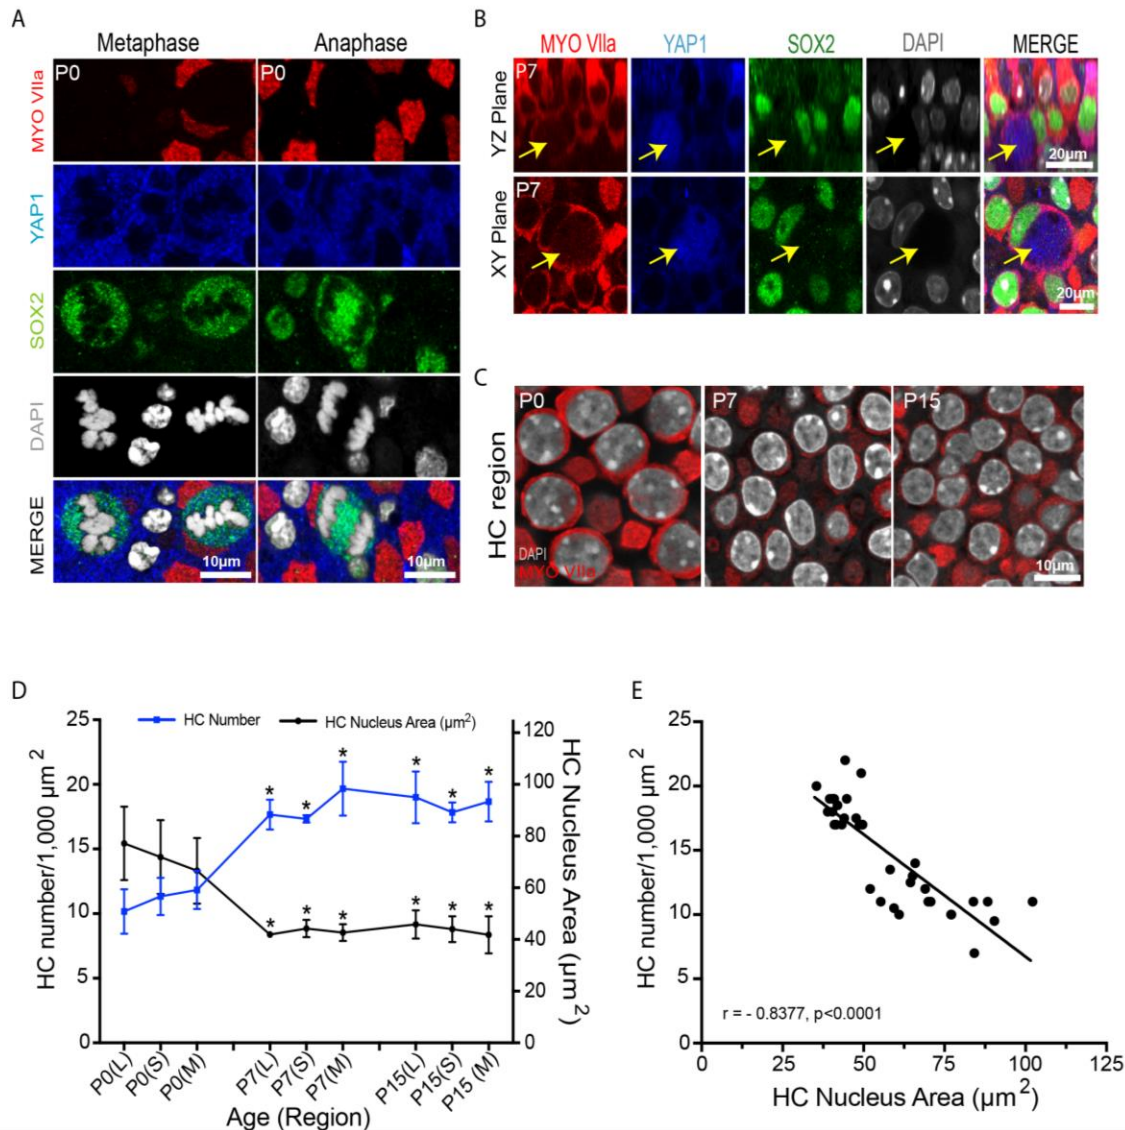 A
Metaphase
Anaphase
P0
P0
MYO VIIa
YAP1
SOX2
DAPI
MERGE
10µm
10µm
B
MYO VIIa YAP1 SOX2 DAPI MERGE
YZ Plane
P7
20µm
XY Plane
P7
20µm
C
HC region
P0
P7
P15
DAPI
MYO VIIa
10µm
D
HC Number
HC Nucleus Area (µm²)
HC number/1,000 µm²
25
20
15
10
5
0
* * * * * *
* * * * * *
HC Nucleus Area (µm²)
120
100
80
60
40
20
0
P0(L) P0(S) P0(M) P7(L) P7(S) P7(M) P15(L) P15(S) P15 (M)
Age (Region)
E
HC number/1,000 µm²
25
20
15
10
5
0
r = - 0.8377, p<0.0001
0 25 50 75 100 125
HC Nucleus Area (µm²)